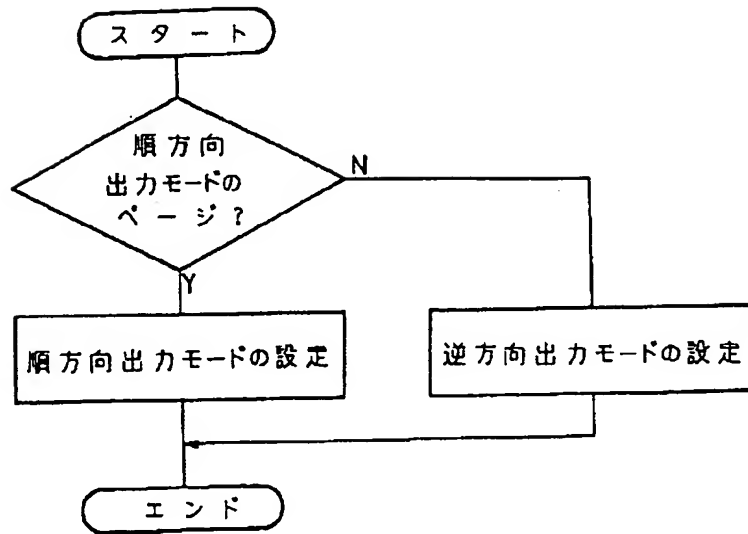 スタート
順方向
出力モードの
ページ?
N
Y
順方向出力モードの設定
逆方向出力モードの設定
エンド